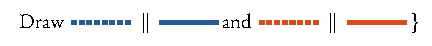 Draw ∥ and ∥ }